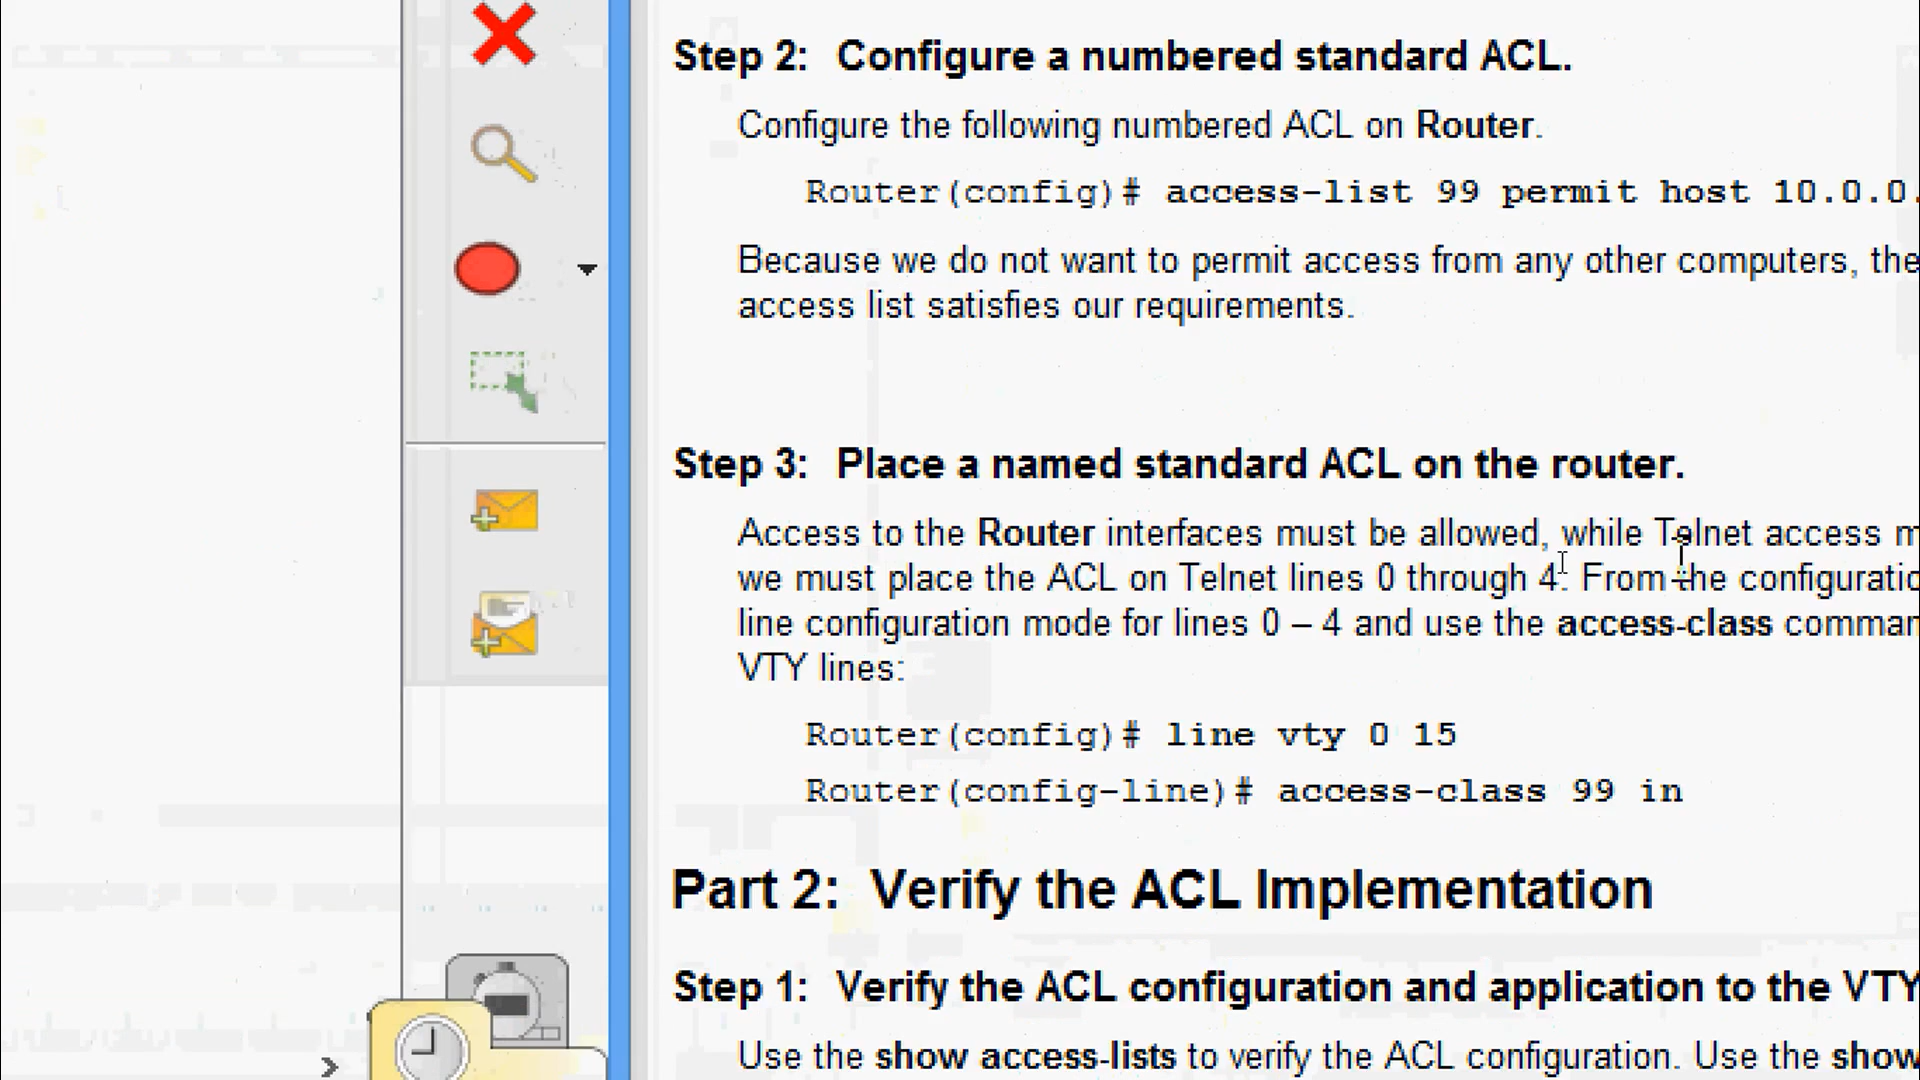 Step 2: Configure a numbered standard ACL.
Configure the following numbered ACL on Router.
Router(config)# access-list 99 permit host 10.0.0.
Because we do not want to permit access from any other computers, the
access list satisfies our requirements.
Step 3: Place a named standard ACL on the router.
Access to the Router interfaces must be allowed, while Telnet access m
we must place the ACL on Telnet lines 0 through 4. From the configuratio
line configuration mode for lines 0 – 4 and use the access-class comman
VTY lines:
Router(config)# line vty 0 15
Router(config-line)# access-class 99 in
Part 2: Verify the ACL Implementation
Step 1: Verify the ACL configuration and application to the VTY
Use the show access-lists to verify the ACL configuration. Use the show